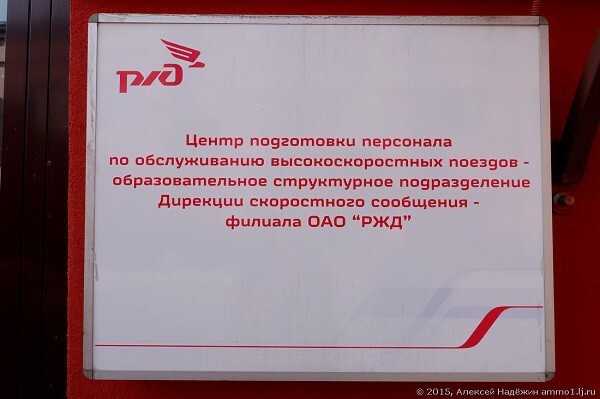 ржд
Центр подготовки персонала
по обслуживанию высокоскоростных поездов -
образовательное структурное подразделение
Дирекции скоростного сообщения -
филиала ОАО "РЖД"
© 2015, Алексей Надёжин ammo1.lj.ru